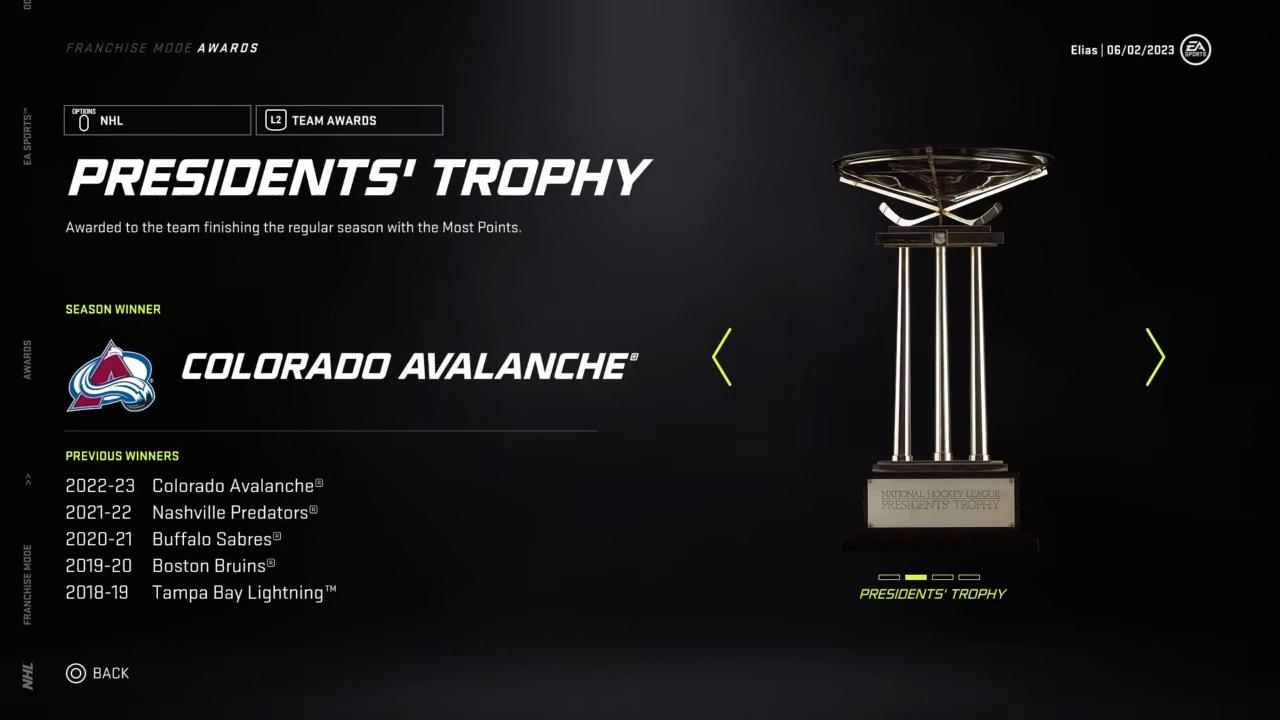 FRANCHISE MODE AWARDS
Elias | 06/02/2023
EA SPORTS
OPTIONS
NHL
L2 TEAM AWARDS
PRESIDENTS' TROPHY
Awarded to the team finishing the regular season with the Most Points.
SEASON WINNER
COLORADO AVALANCHE®
PREVIOUS WINNERS
2022-23 Colorado Avalanche®
2021-22 Nashville Predators®
2020-21 Buffalo Sabres®
2019-20 Boston Bruins®
2018-19 Tampa Bay Lightning™
BACK
NATIONAL HOCKEY LEAGUE
PRESIDENTS' TROPHY
PRESIDENTS' TROPHY
NHL FRANCHISE MODE >> AWARDS EA SPORTS™